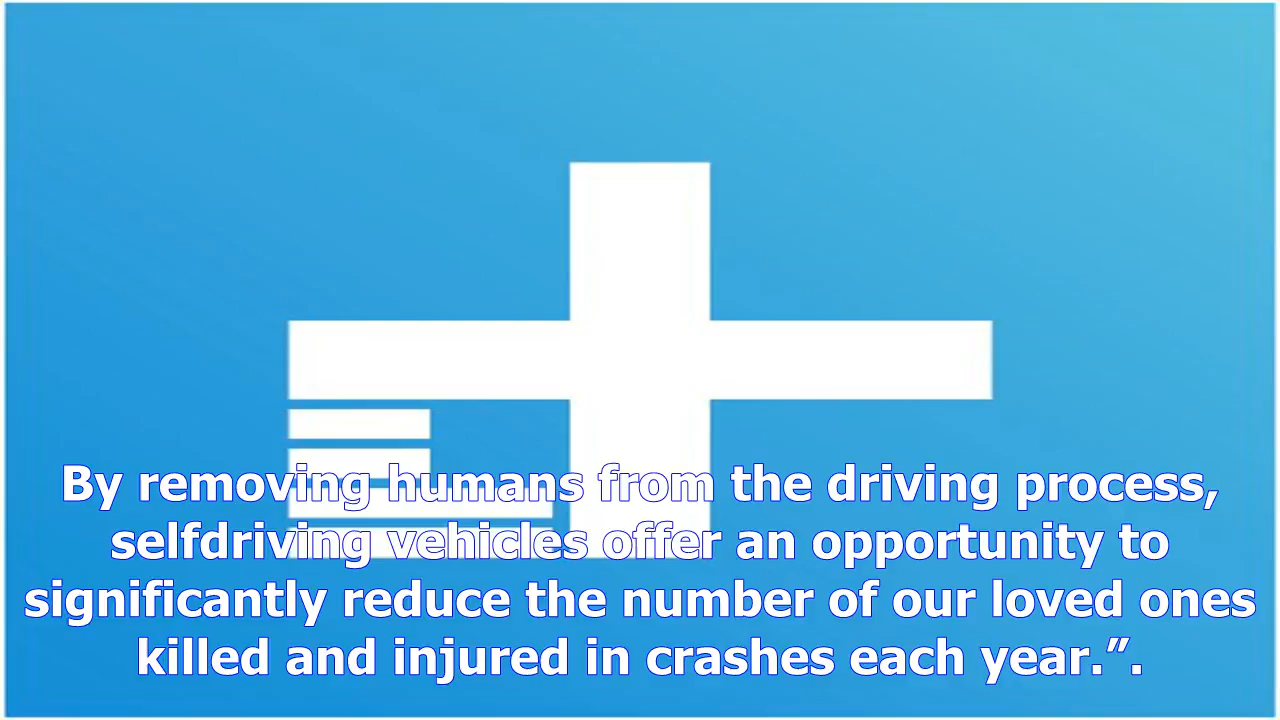 By removing humans from the driving process,
selfdriving vehicles offer an opportunity to
significantly reduce the number of our loved ones
killed and injured in crashes each year.”.